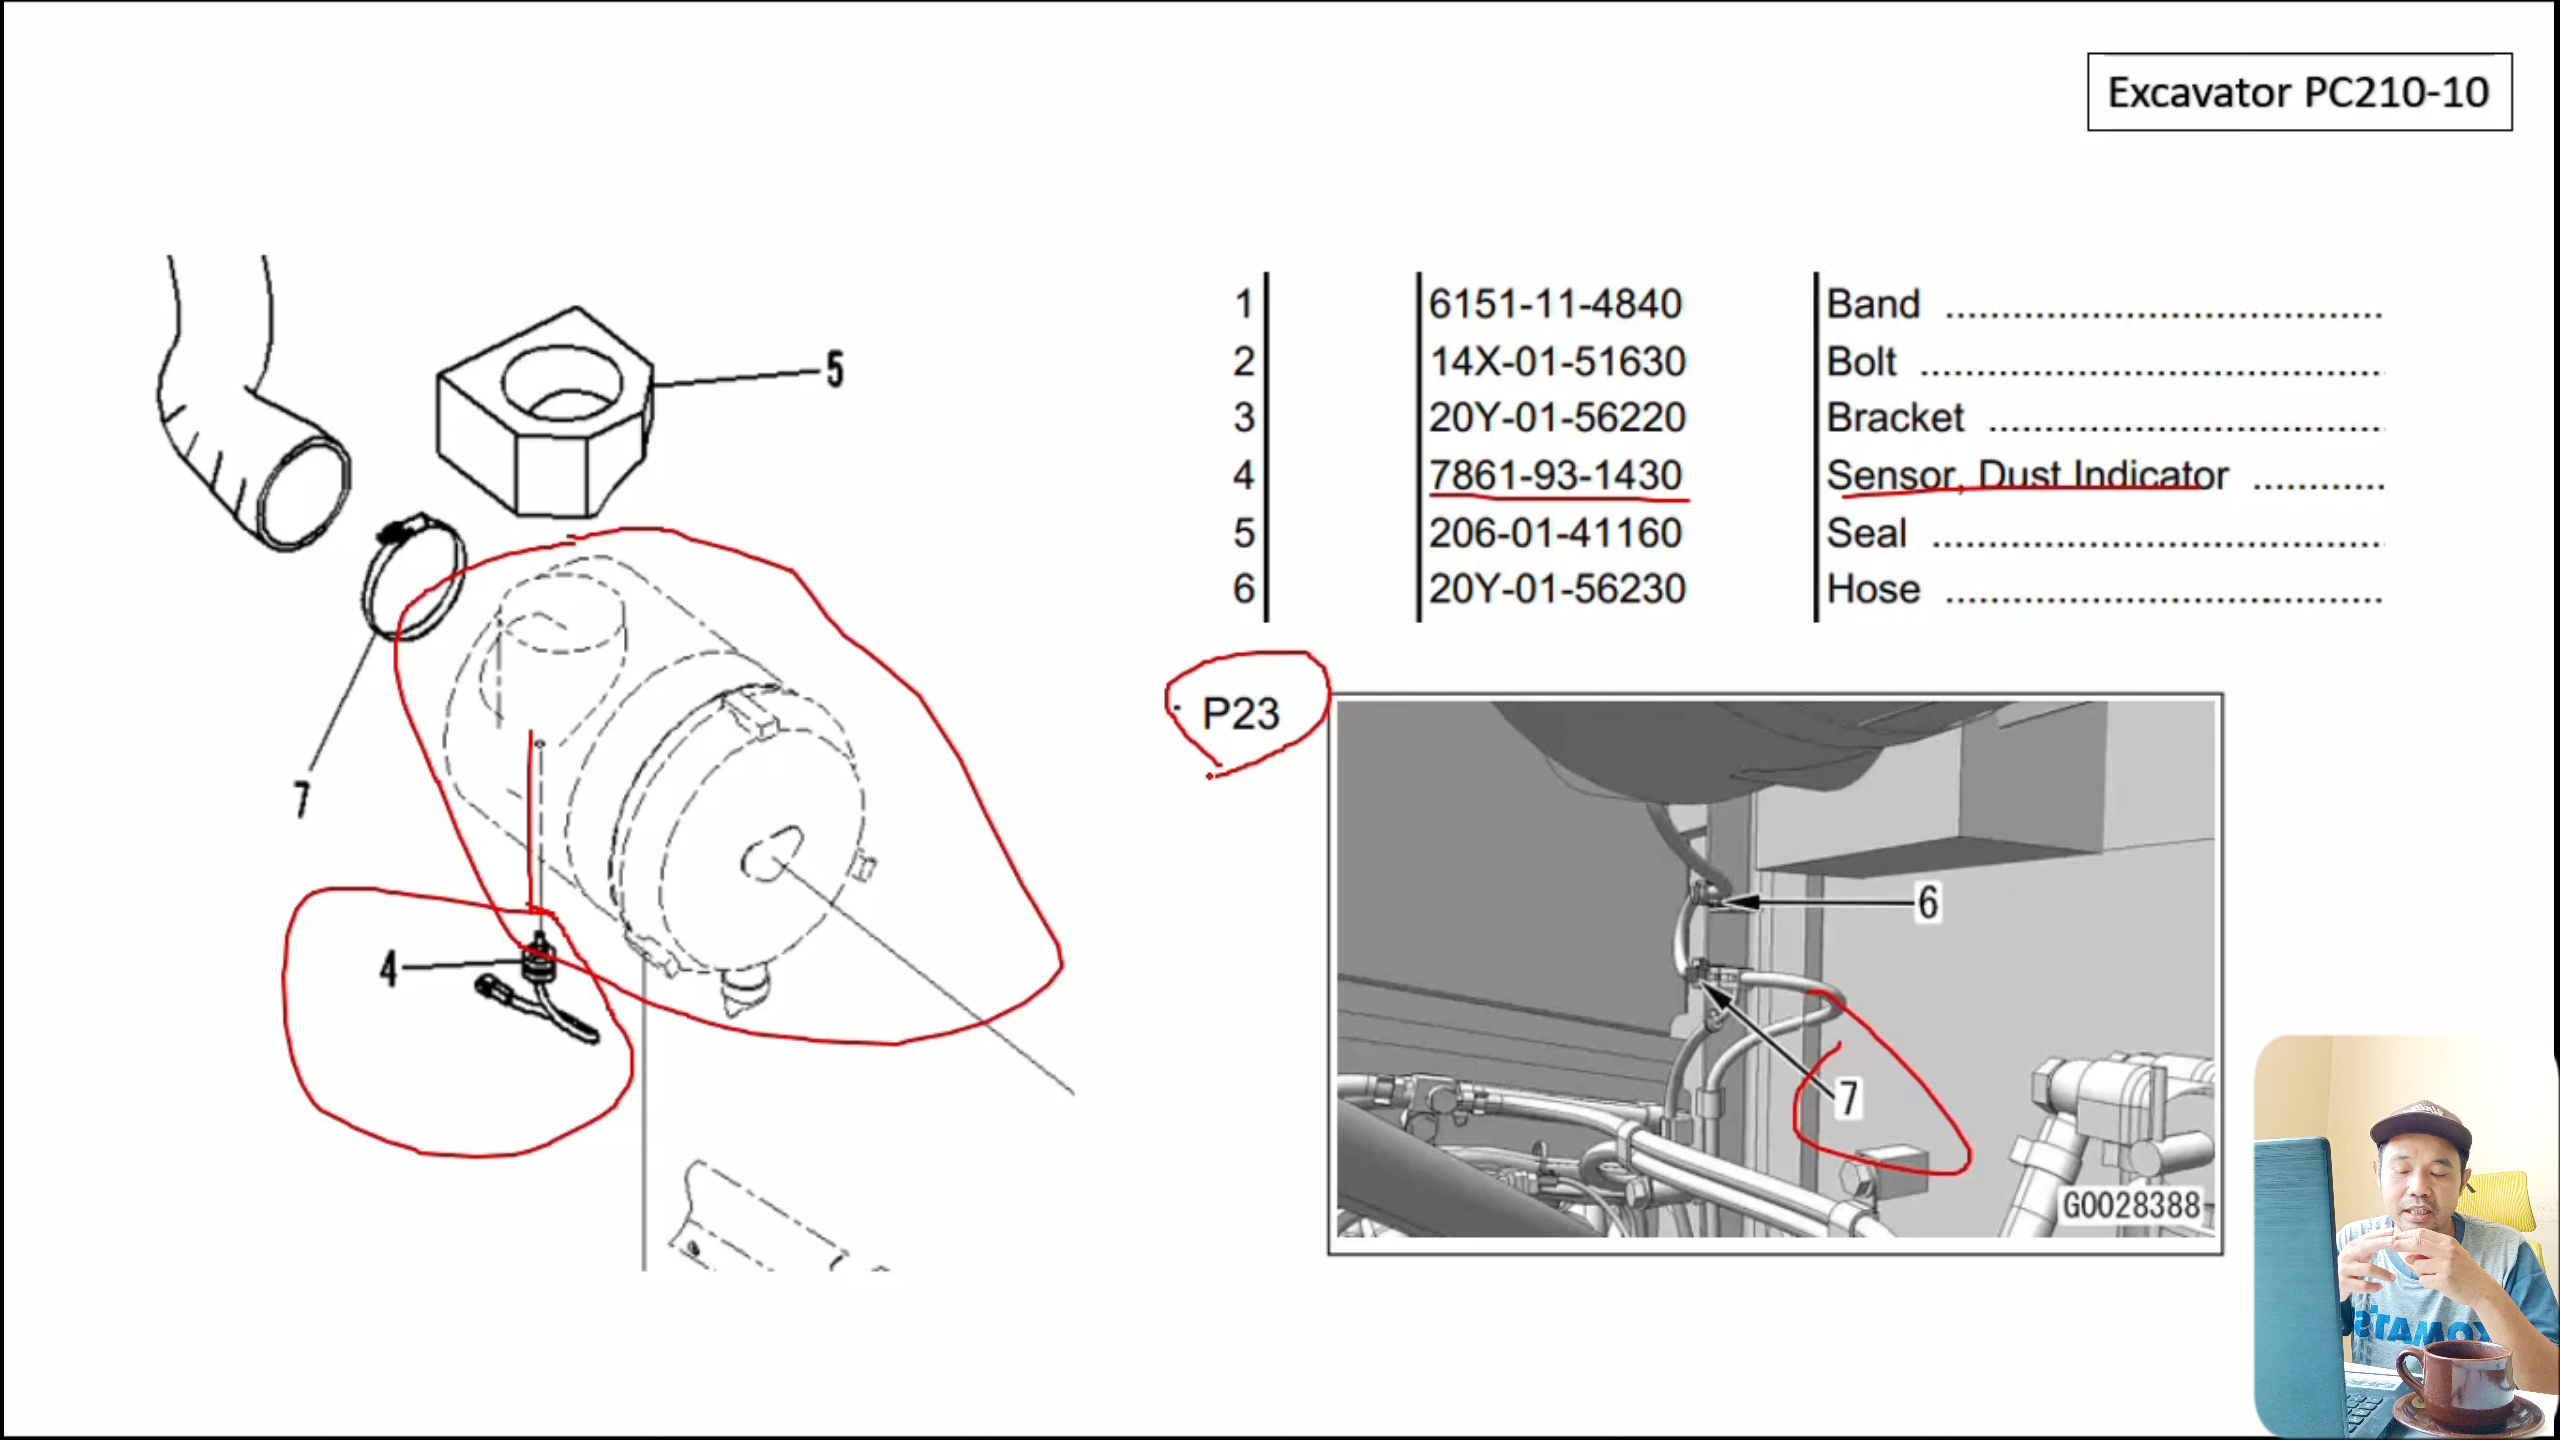 Excavator PC210-10
5
7
4
1 6151-11-4840 Band ........................................
2 14X-01-51630 Bolt ..........................................
3 20Y-01-56220 Bracket ....................................
4 7861-93-1430 Sensor, Dust Indicator ............
5 206-01-41160 Seal .........................................
6 20Y-01-56230 Hose ........................................
P23
6
7
G0028388